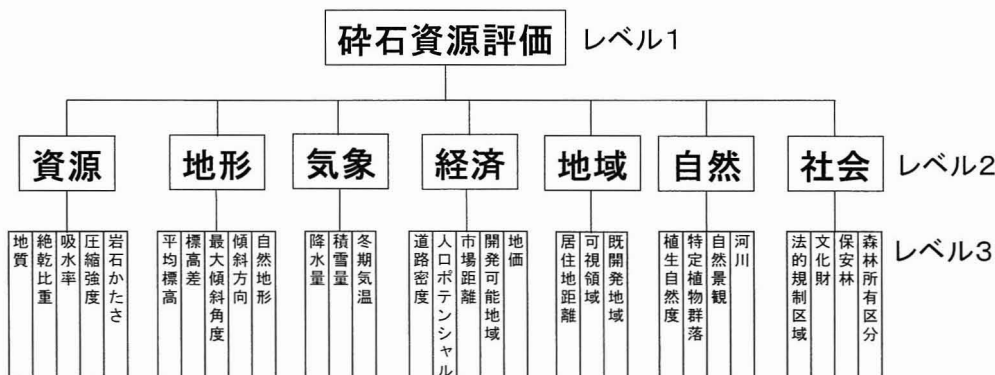 砕石資源評価 レベル1
資源 地形 気象 経済 地域 自然 社会 レベル2
レベル3
地質
絶乾比重
吸水率
圧縮強度
岩石かたさ
平均標高
標高差
最大傾斜角度
傾斜方向
自然地形
降水量
積雪量
冬期気温
道路密度
人口ポテンシャル
市場距離
開発可能地域
地価
居住地距離
可視領域
既開発地域
植生自然度
特定植物群落
自然景観
河川
法的規制区域
文化財
保安林
森林所有区分